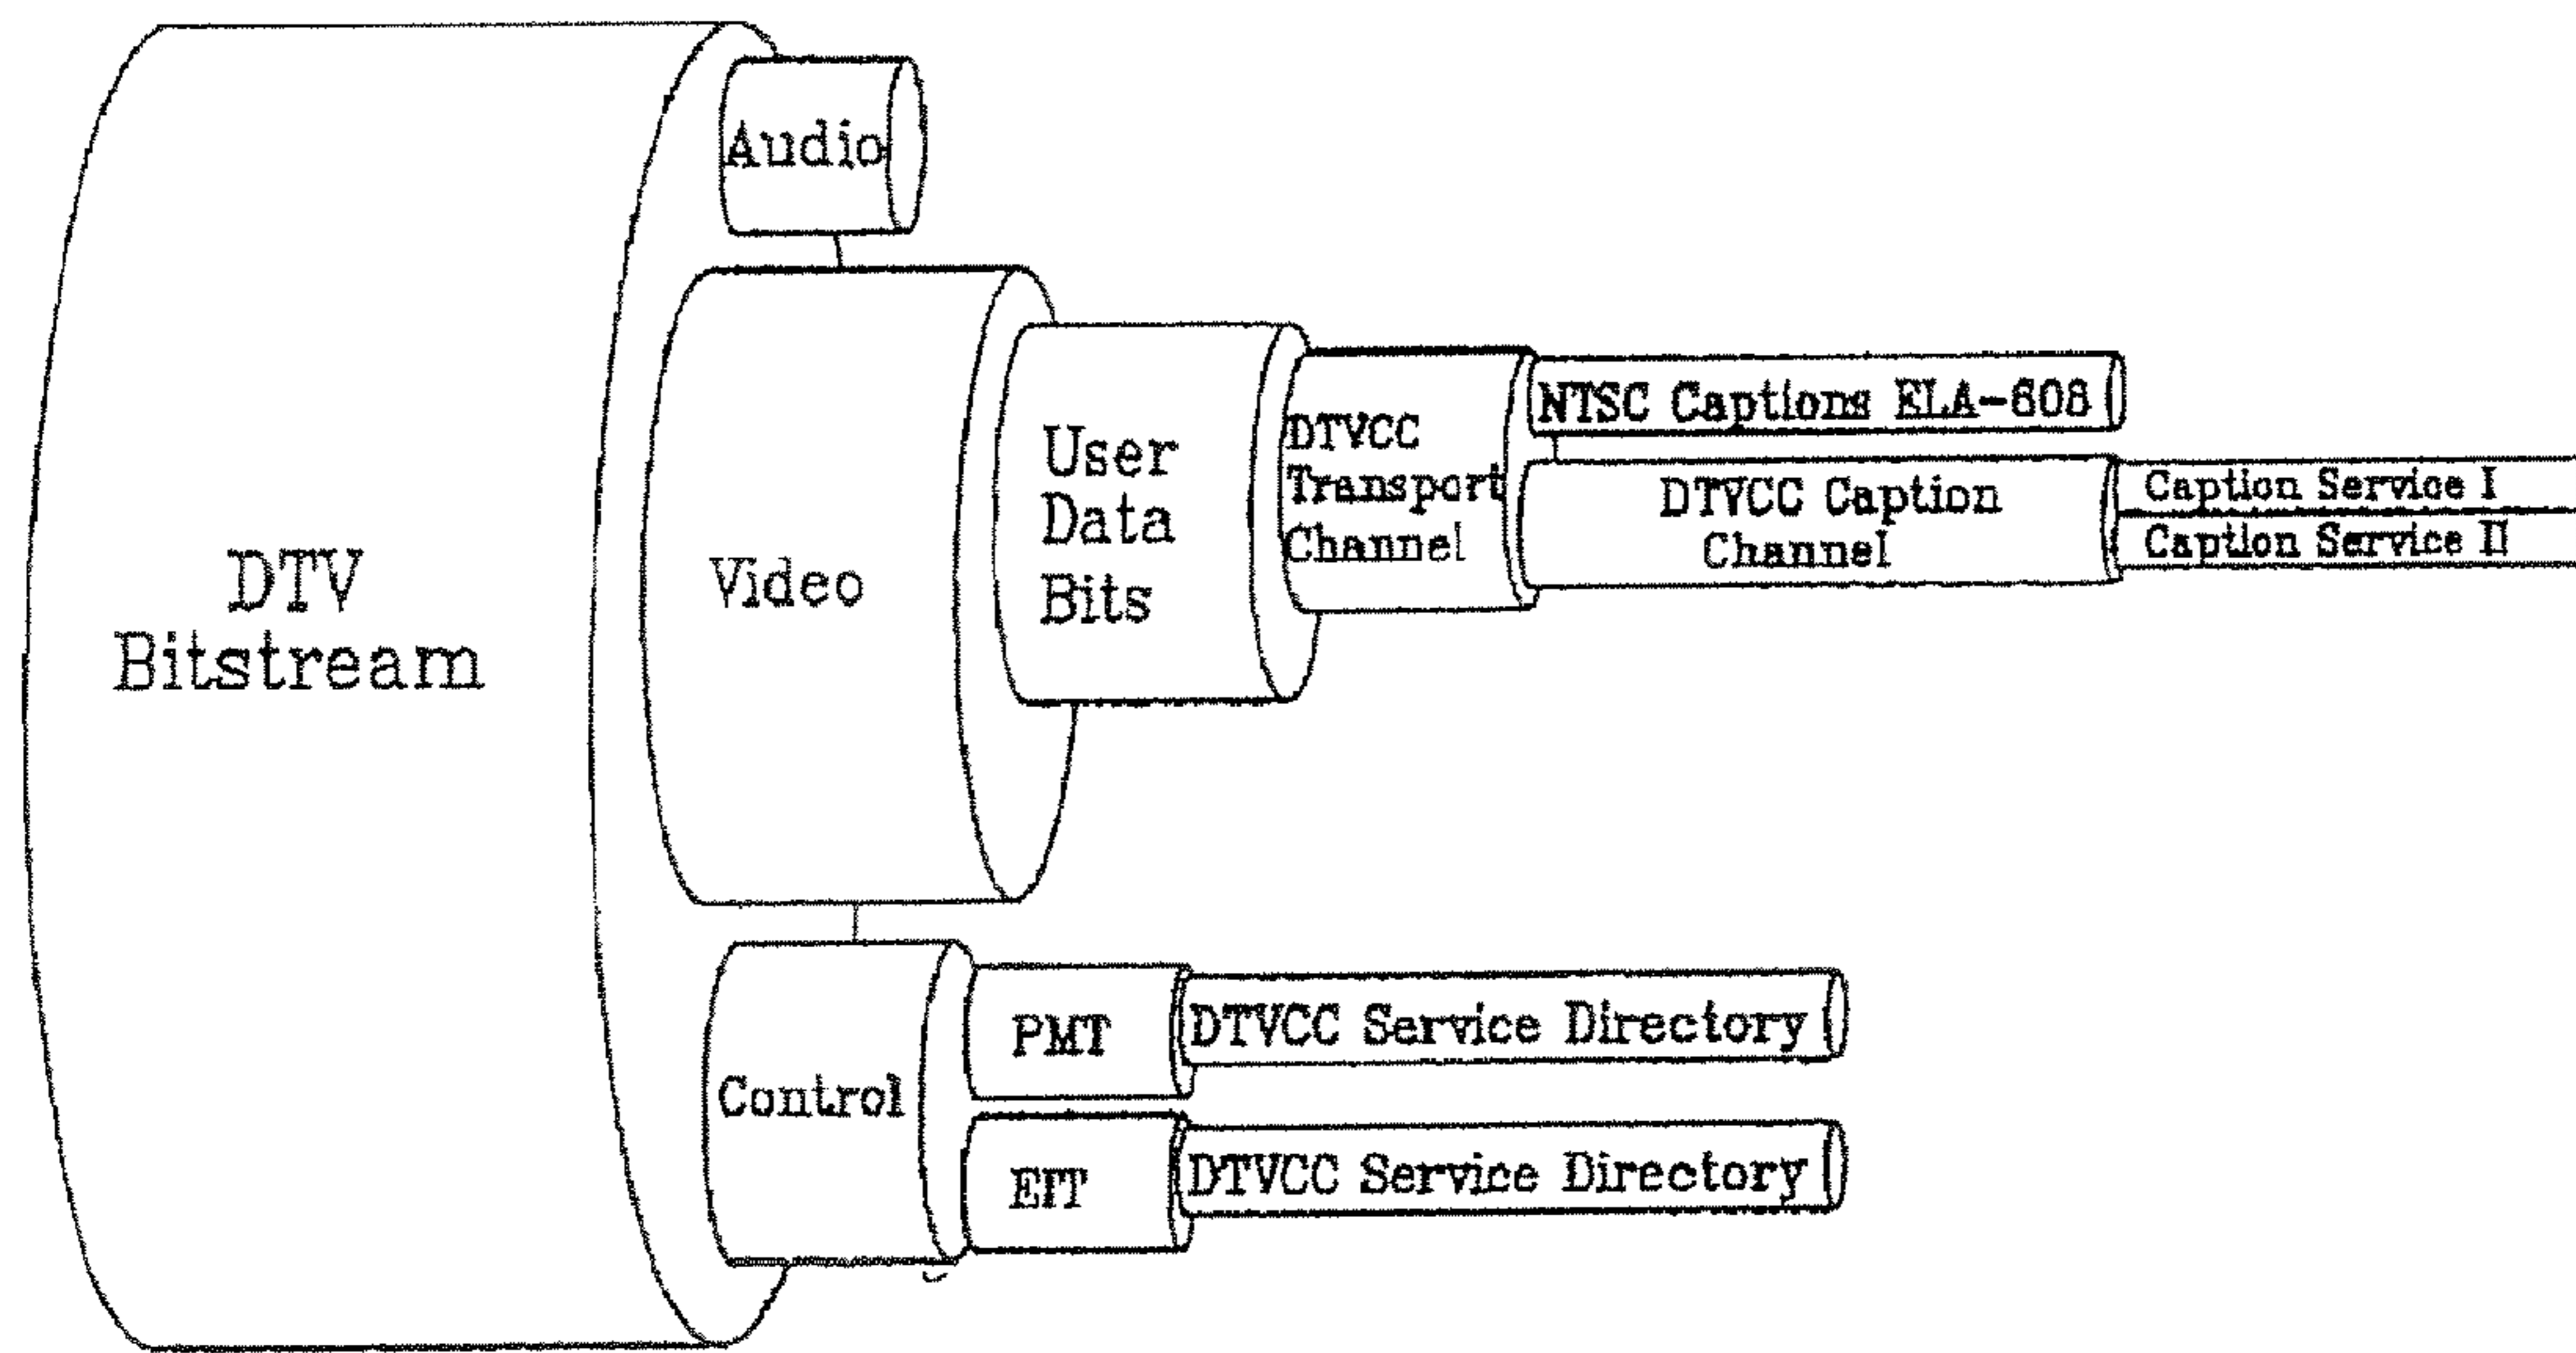 Audio
DTV
Bitstream
Video
User
Data
Bits
DTVCC
Transport
Channel
NTSC Captions ELA-608
DTVCC Caption
Channel
Caption Service I
Caption Service II
Control
PMT
DTVCC Service Directory
EIT
DTVCC Service Directory